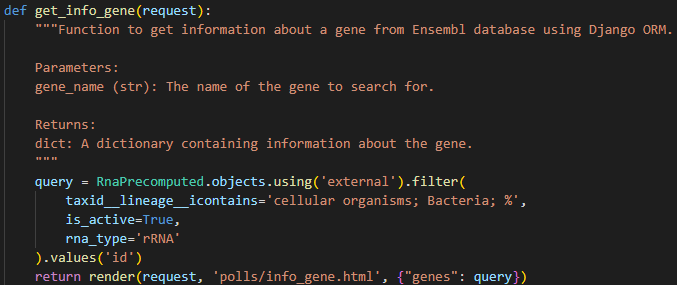 def get_info_gene(request):
    """Function to get information about a gene from Ensembl database using Django ORM.

    Parameters:
    gene_name (str): The name of the gene to search for.

    Returns:
    dict: A dictionary containing information about the gene.
    """
    query = RnaPrecomputed.objects.using('external').filter(
        taxid__lineage__icontains='cellular organisms; Bacteria; %',
        is_active=True,
        rna_type='rRNA'
    ).values('id')
    return render(request, 'polls/info_gene.html', {"genes": query})